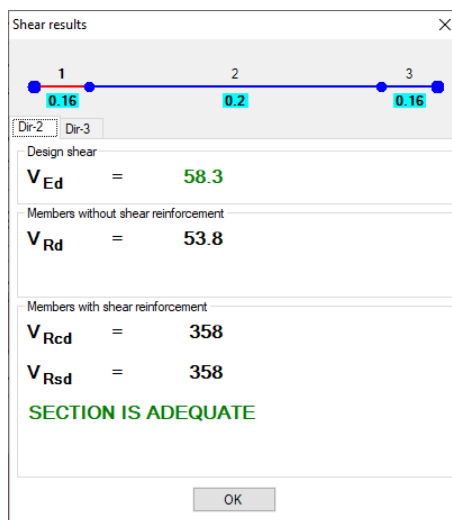 Shear results
1 2 3
0.16 0.2 0.16
Dir-2 Dir-3
Design shear
VEd = 58.3
Members without shear reinforcement
VRd = 53.8
Members with shear reinforcement
VRcd = 358
VRsd = 358
SECTION IS ADEQUATE
OK